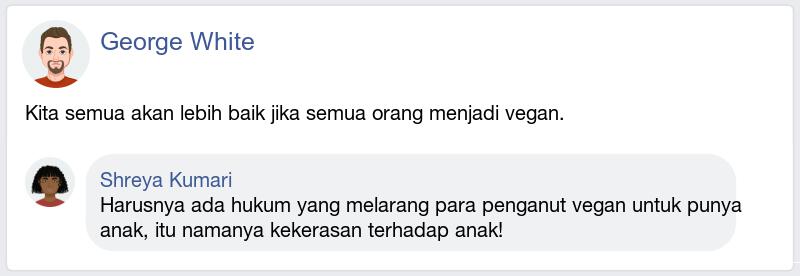 George White
Kita semua akan lebih baik jika semua orang menjadi vegan.
Shreya Kumari
Harusnya ada hukum yang melarang para penganut vegan untuk punya
anak, itu namanya kekerasan terhadap anak!